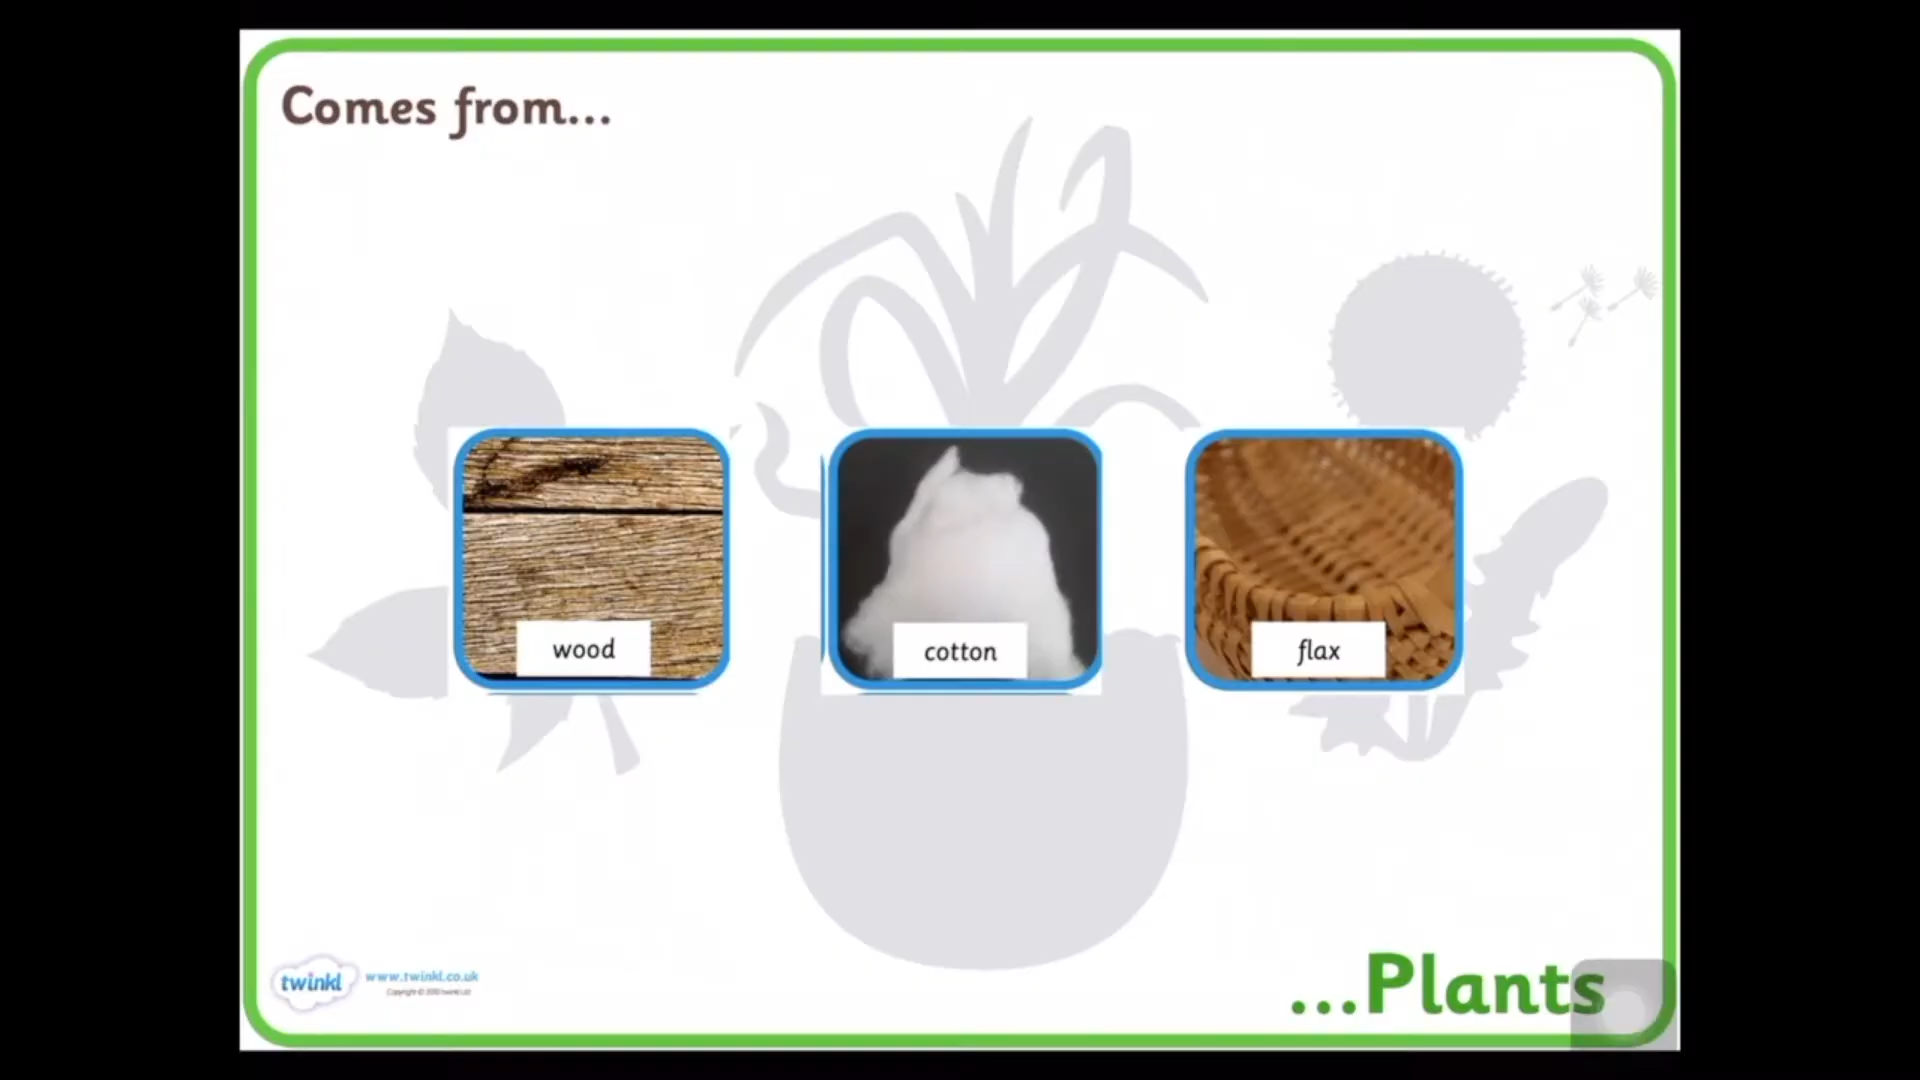 Comes from...
wood
cotton
flax
twinkl
www.twinkl.co.uk
...Plants